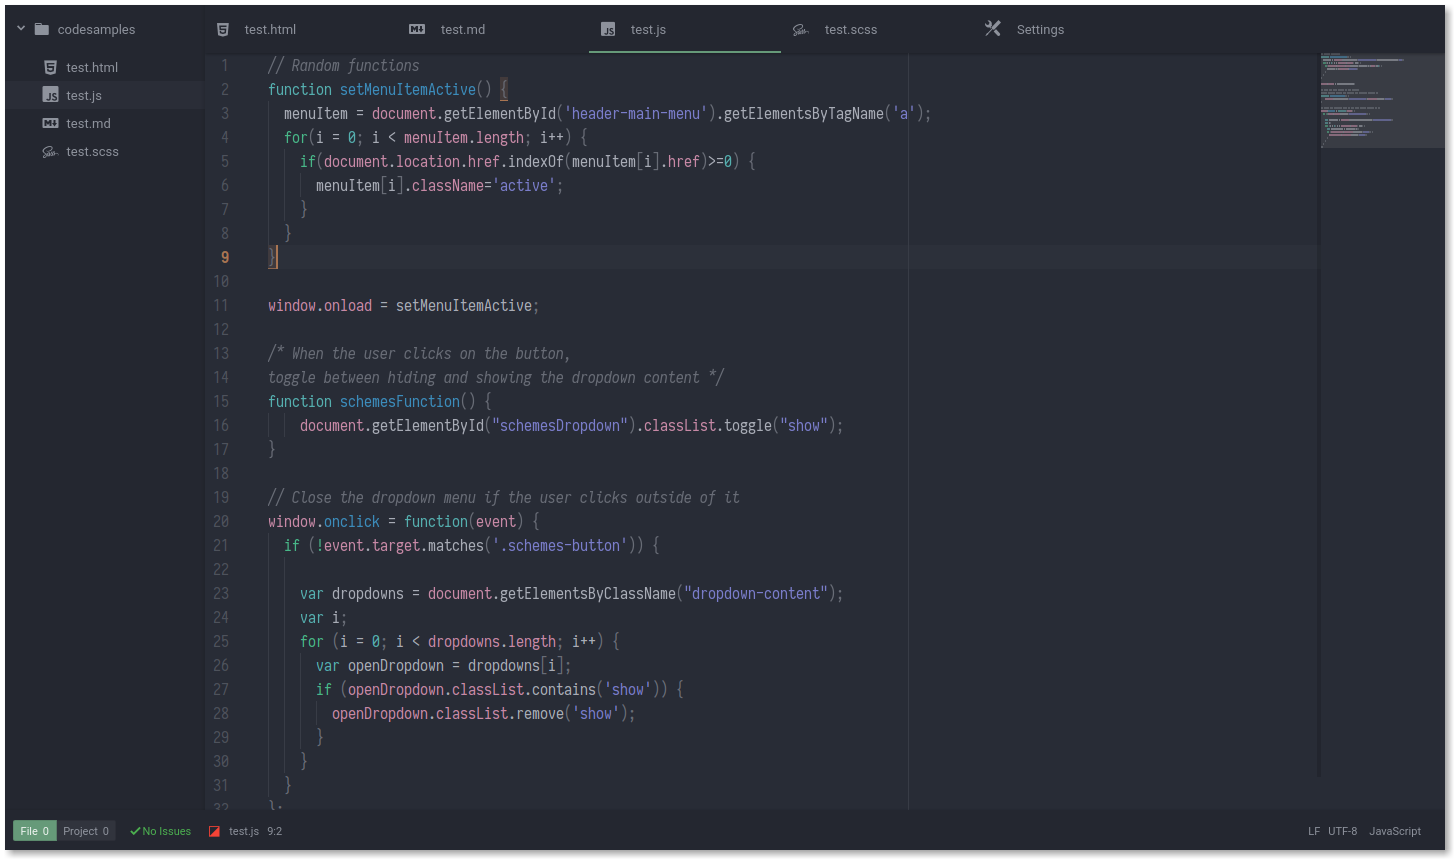 codesamples
test.html
test.js
test.md
test.scss
test.html test.md test.js test.scss Settings
1 // Random functions
2 function setMenuItemActive() {
3   menuItem = document.getElementById('header-main-menu').getElementsByTagName('a');
4   for(i = 0; i < menuItem.length; i++) {
5     if(document.location.href.indexOf(menuItem[i].href)>=0) {
6       menuItem[i].className='active';
7     }
8   }
9 }
10
11 window.onload = setMenuItemActive;
12
13 /* When the user clicks on the button,
14 toggle between hiding and showing the dropdown content */
15 function schemesFunction() {
16     document.getElementById("schemesDropdown").classList.toggle("show");
17 }
18
19 // Close the dropdown menu if the user clicks outside of it
20 window.onclick = function(event) {
21   if (!event.target.matches('.schemes-button')) {
22
23     var dropdowns = document.getElementsByClassName("dropdown-content");
24     var i;
25     for (i = 0; i < dropdowns.length; i++) {
26       var openDropdown = dropdowns[i];
27       if (openDropdown.classList.contains('show')) {
28         openDropdown.classList.remove('show');
29       }
30     }
31   }
32 };
File 0 Project 0 No Issues test.js 9:2 LF UTF-8 JavaScript